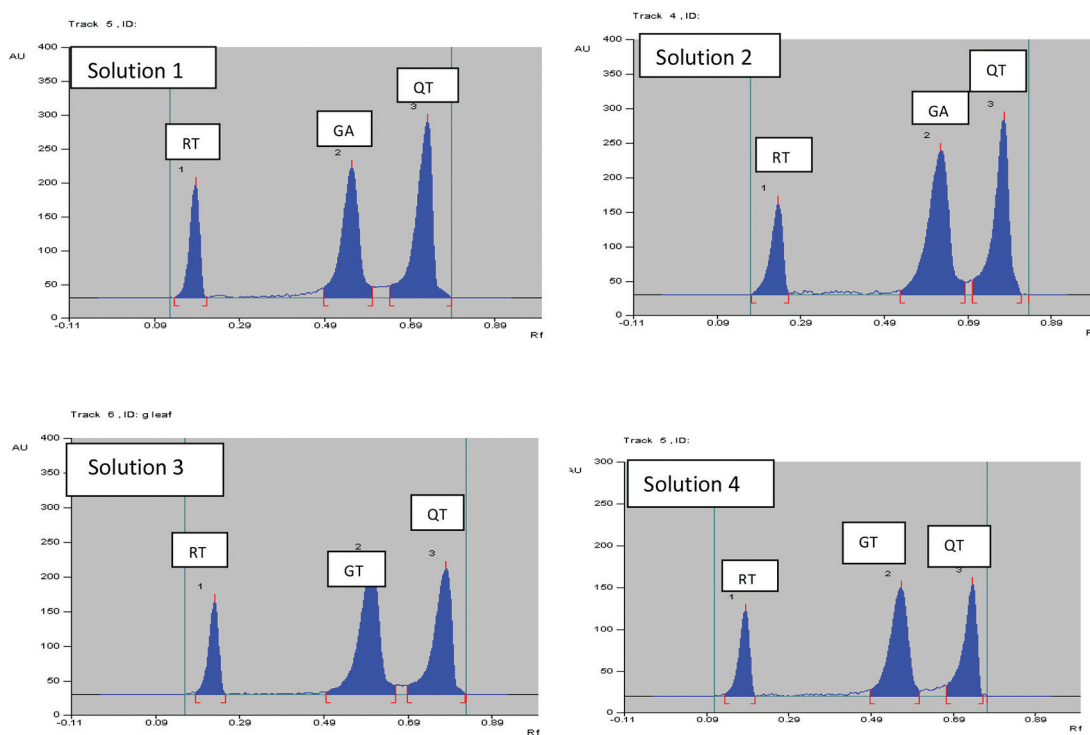 Track 5 , ID:
AU
400
350
300
250
200
150
100
50
0
-0.11
0.09
0.29
0.49
0.69
0.89
Rf
Solution 1
RT
1
GA
2
QT
3
Track 4 , ID:
AU
400
350
300
250
200
150
100
50
0
-0.11
0.09
0.29
0.49
0.69
0.89
Rf
Solution 2
RT
1
GA
2
QT
3
Track 6 , ID: g leaf
AU
400
350
300
250
200
150
100
50
0
-0.11
0.09
0.29
0.49
0.69
0.89
Rf
Solution 3
RT
1
2
GT
QT
3
Track 5 , ID:
AU
300
250
200
150
100
50
0
-0.11
0.09
0.29
0.49
0.69
0.89
Rf
Solution 4
RT
1
GT
2
QT
3